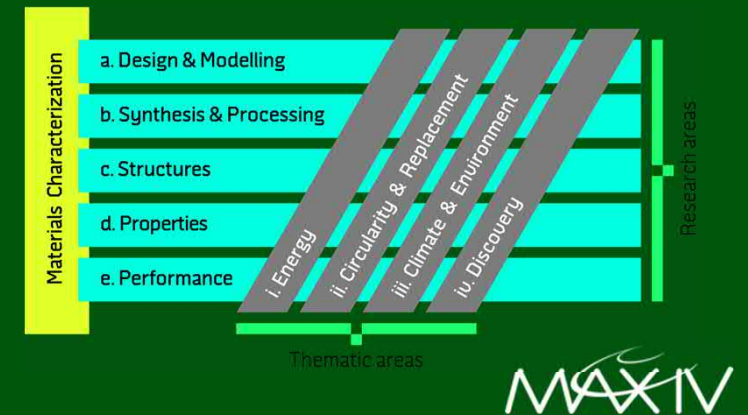 Materials Characterization
a. Design & Modelling
b. Synthesis & Processing
c. Structures
d. Properties
e. Performance
i. Energy
ii. Circularity & Replacement
iii. Climate & Environment
iv. Discovery
Research areas
Thematic areas
MAX IV